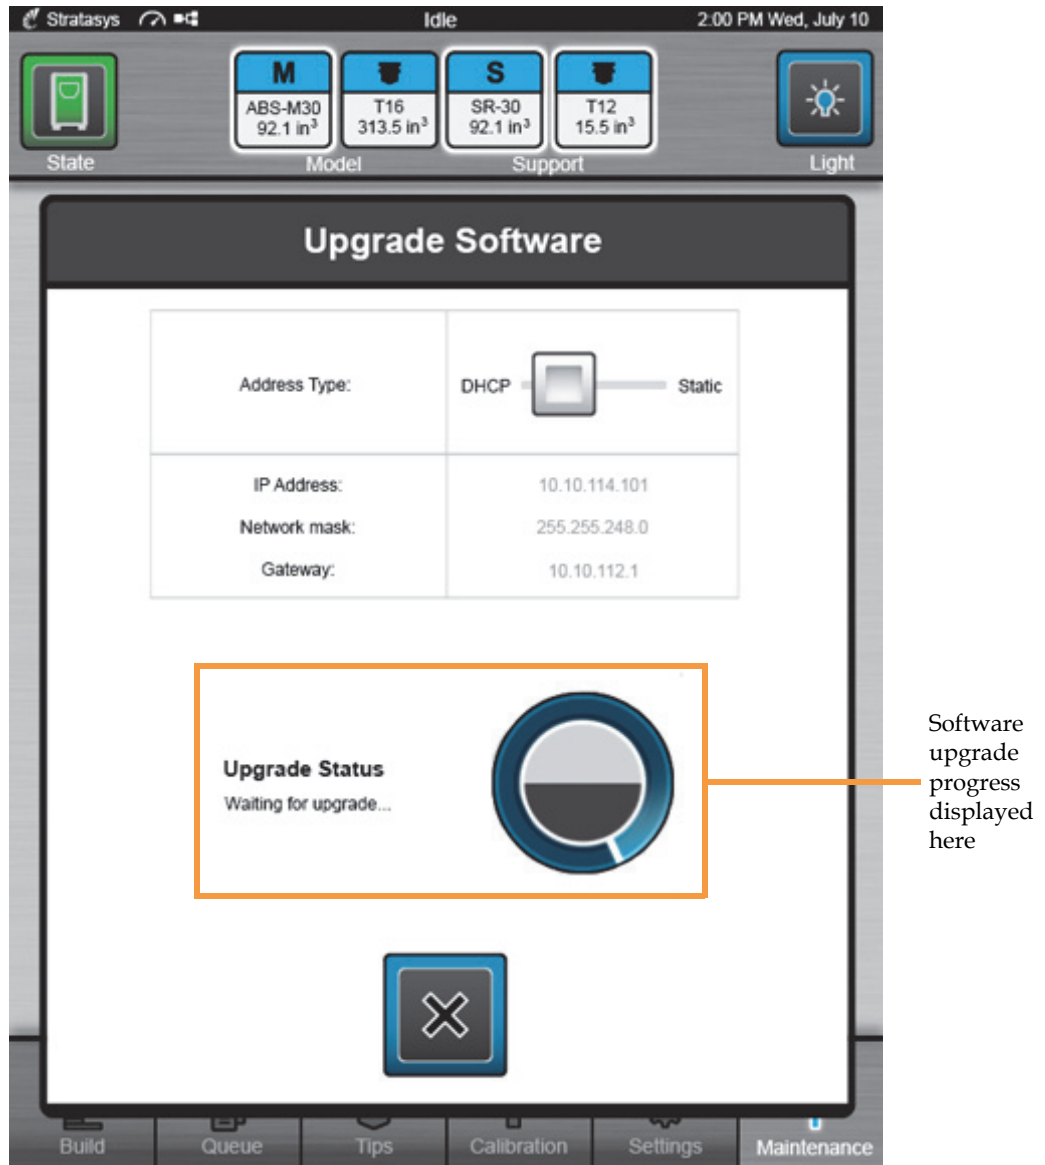 Stratasys Idle 2:00 PM Wed, July 10
M
ABS-M30
92.1 in³
T16
313.5 in³
S
SR-30
92.1 in³
T12
15.5 in³
State Model Support Light
Upgrade Software
Address Type: DHCP Static
IP Address: 10.10.114.101
Network mask: 255.255.248.0
Gateway: 10.10.112.1
Upgrade Status
Waiting for upgrade...
Software
upgrade
progress
displayed
here
Build Queue Tips Calibration Settings Maintenance